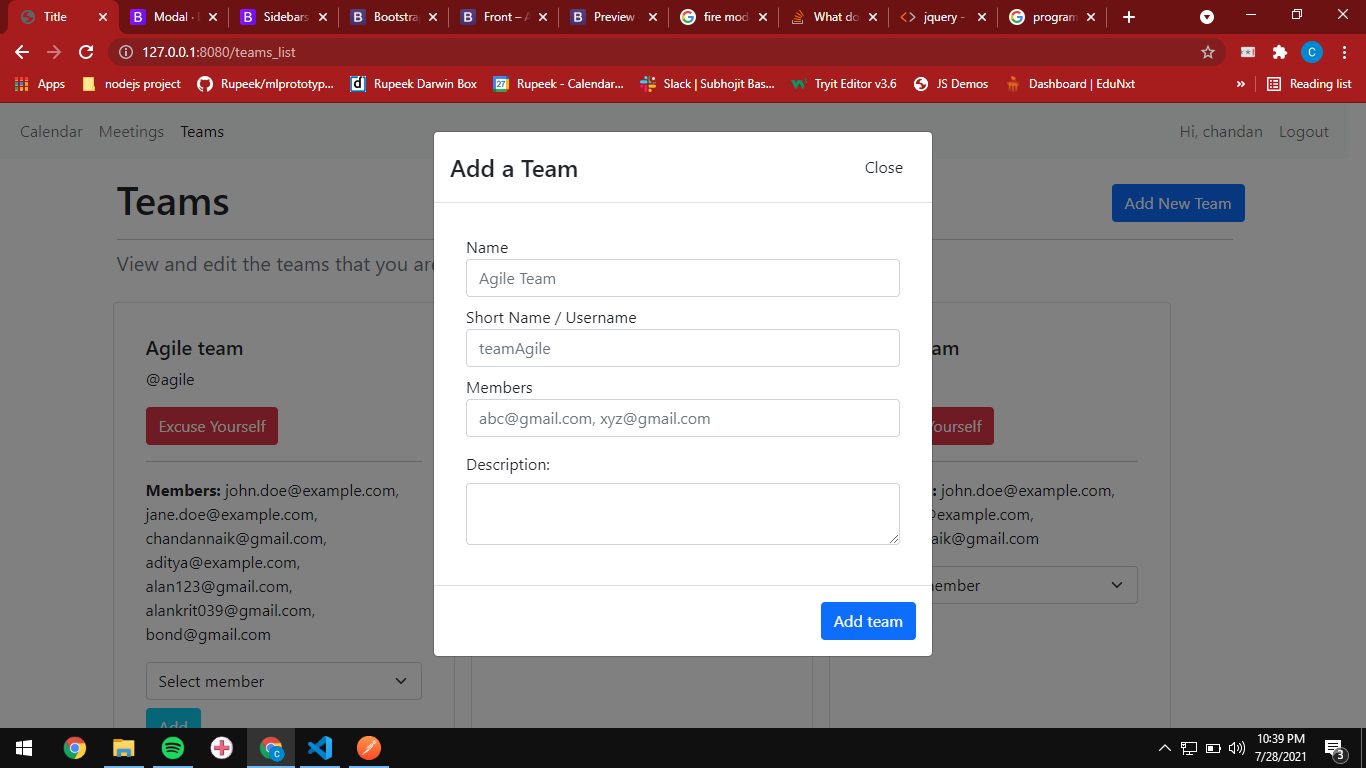 Title
Modal ·
Sidebars
Bootstra
Front – A
Preview
fire mod
What do
jquery -
program
127.0.0.1:8080/teams_list
C
Apps
nodejs project
Rupeek/mlprototyp...
Rupeek Darwin Box
Rupeek - Calendar...
Slack | Subhojit Bas...
Tryit Editor v3.6
JS Demos
Dashboard | EduNxt
»
Reading list
Calendar Meetings Teams
Hi, chandan Logout
Teams
Add New Team
View and edit the teams that you are
Add a Team
Close
Name
Agile Team
Short Name / Username
teamAgile
Members
abc@gmail.com, xyz@gmail.com
Description:
Add team
Agile team
@agile
Excuse Yourself
Members: john.doe@example.com,
jane.doe@example.com,
chandannaik@gmail.com,
aditya@example.com,
alan123@gmail.com,
alankrit039@gmail.com,
bond@gmail.com
Select member
Add
am
Yourself
: john.doe@example.com,
@example.com,
aik@gmail.com
member
10:39 PM
7/28/2021
3